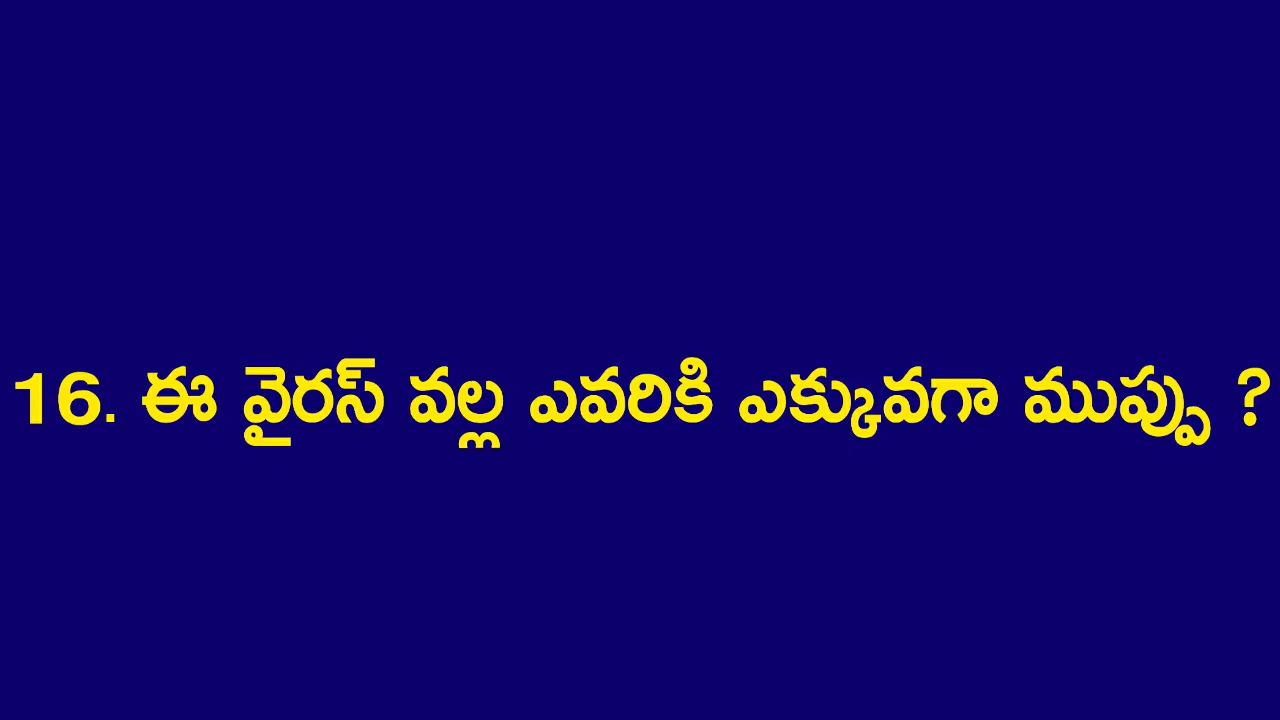 16. ఈ వైరస్ వల్ల ఎవరికి ఎక్కువగా ముప్పు ?